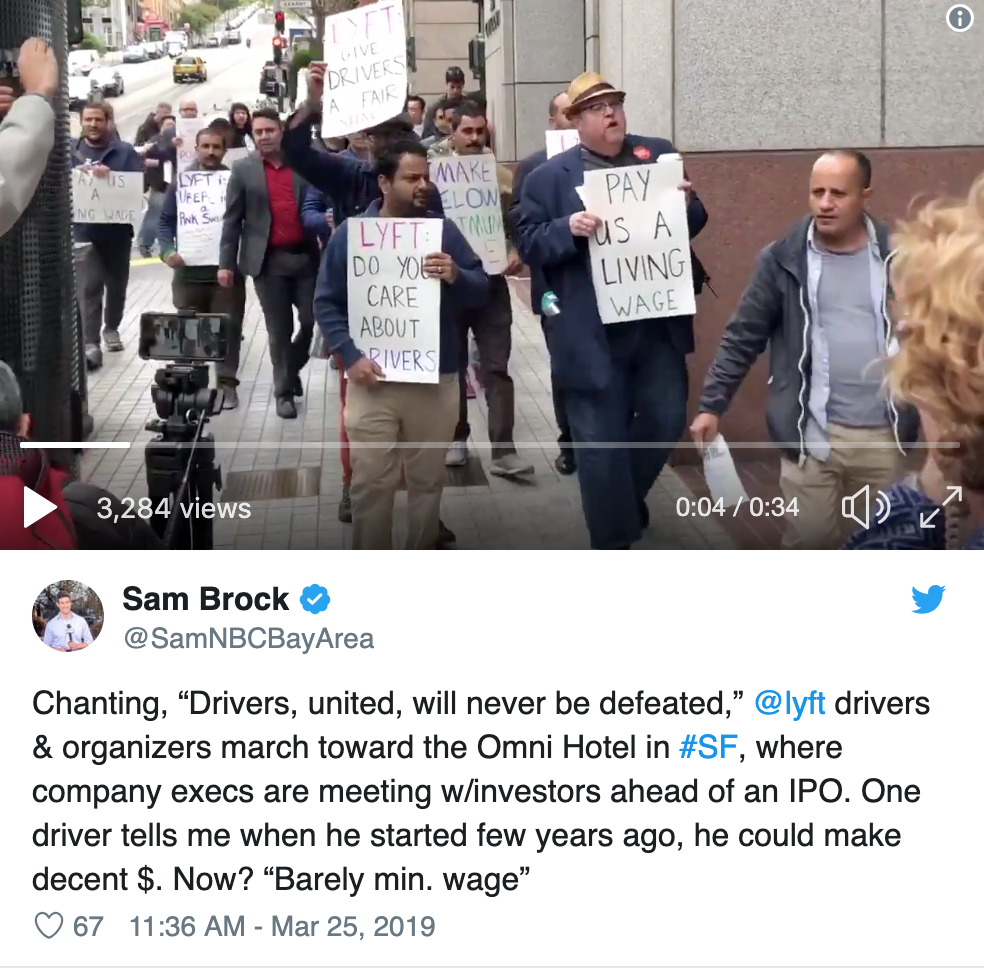 LYFT
GIVE
DRIVERS
A FAIR
MAKE
US
A
WAGE
LYFT
LYFT:
DO YOU
CARE
ABOUT
RIVERS
PAY
US A
LIVING
WAGE
3,284 views
0:04 / 0:34
Sam Brock
@SamNBCBayArea
Chanting, “Drivers, united, will never be defeated,” @lyft drivers
& organizers march toward the Omni Hotel in #SF, where
company execs are meeting w/investors ahead of an IPO. One
driver tells me when he started few years ago, he could make
decent $. Now? “Barely min. wage”
67 11:36 AM - Mar 25, 2019